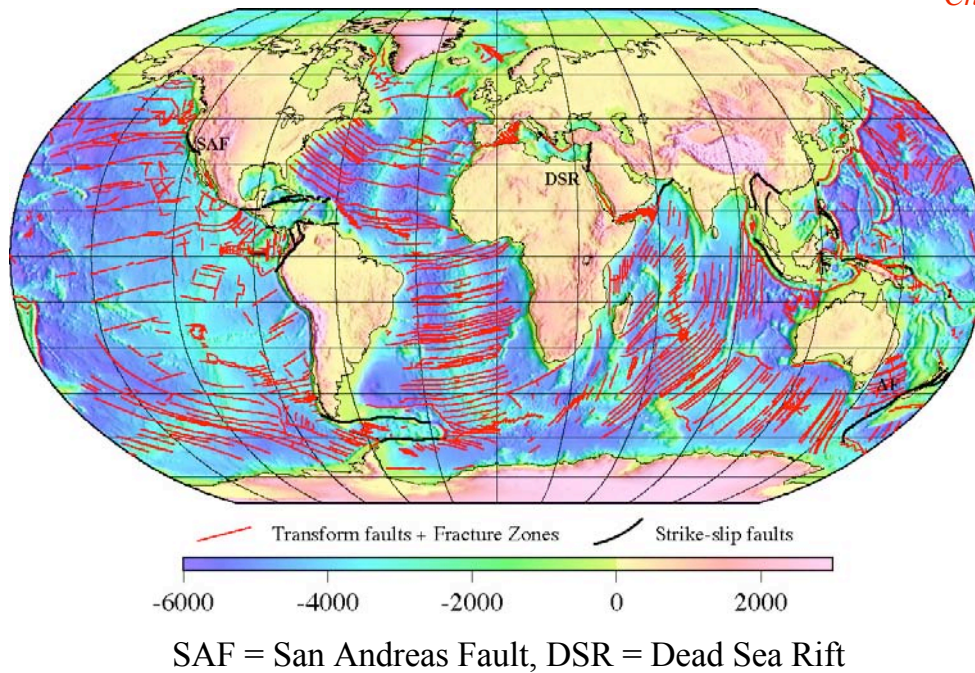 Ch
SAF
DSR
AF
Transform faults + Fracture Zones
Strike-slip faults
-6000 -4000 -2000 0 2000
SAF = San Andreas Fault, DSR = Dead Sea Rift